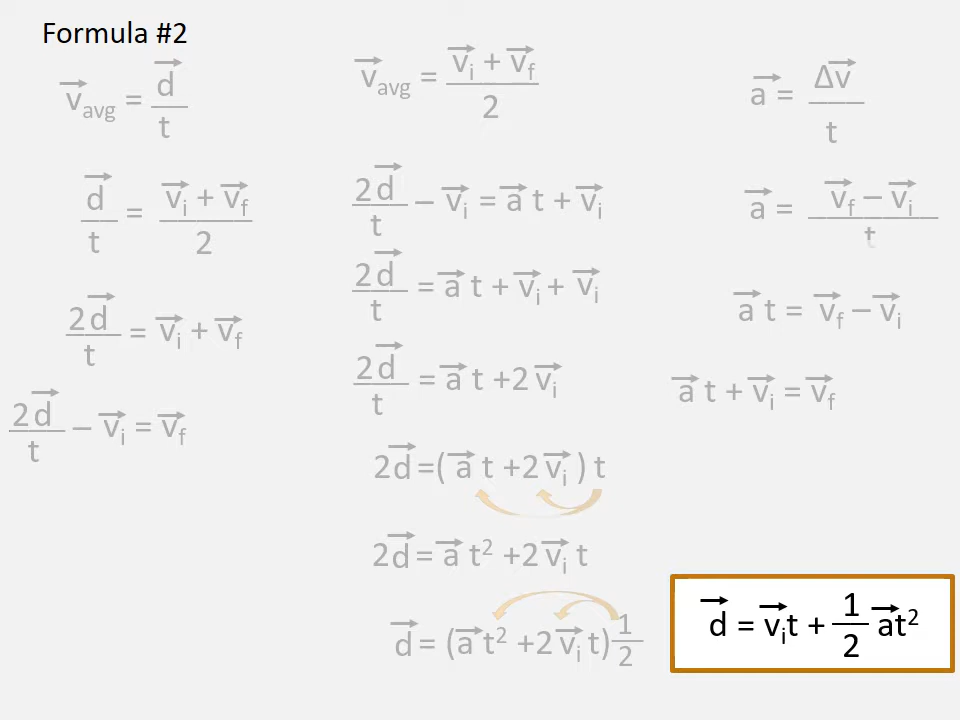 Formula #2
v⃗avg = d⃗/t
d⃗/t = (v⃗i + v⃗f)/2
2d⃗/t = v⃗i + v⃗f
2d⃗/t – v⃗i = v⃗f
v⃗avg = (v⃗i + v⃗f)/2
2d⃗/t – v⃗i = a⃗ t + v⃗i
2d⃗/t = a⃗ t + v⃗i + v⃗i
2d⃗/t = a⃗ t +2 v⃗i
2d⃗ =( a⃗ t +2 v⃗i ) t
2d⃗ = a⃗ t² +2 v⃗i t
d⃗ = (a⃗ t² +2 v⃗i t) 1/2
a⃗ = Δv⃗/t
a⃗ = (v⃗f – v⃗i)/t
a⃗ t = v⃗f – v⃗i
a⃗ t + v⃗i = v⃗f
d⃗ = v⃗it + 1/2 a⃗t²